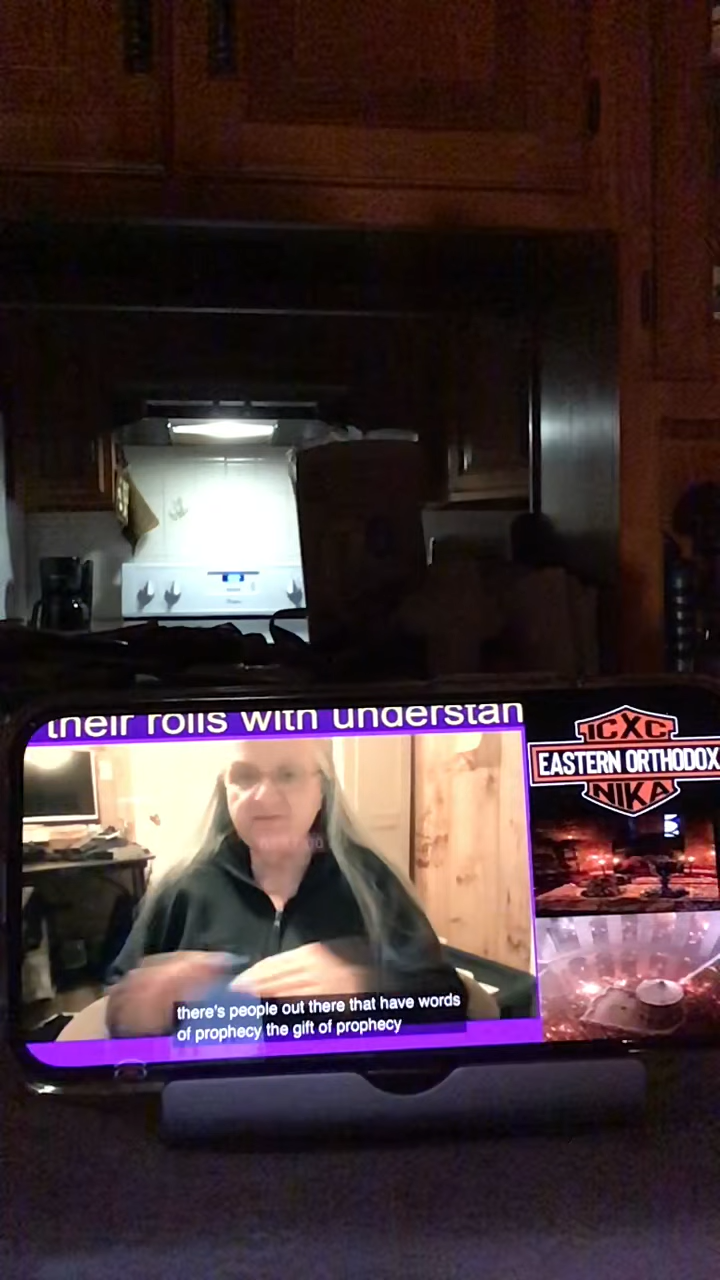 their rolls with understan
ICXC
EASTERN ORTHODOX
NIKA
there's people out there that have words
of prophecy the gift of prophecy